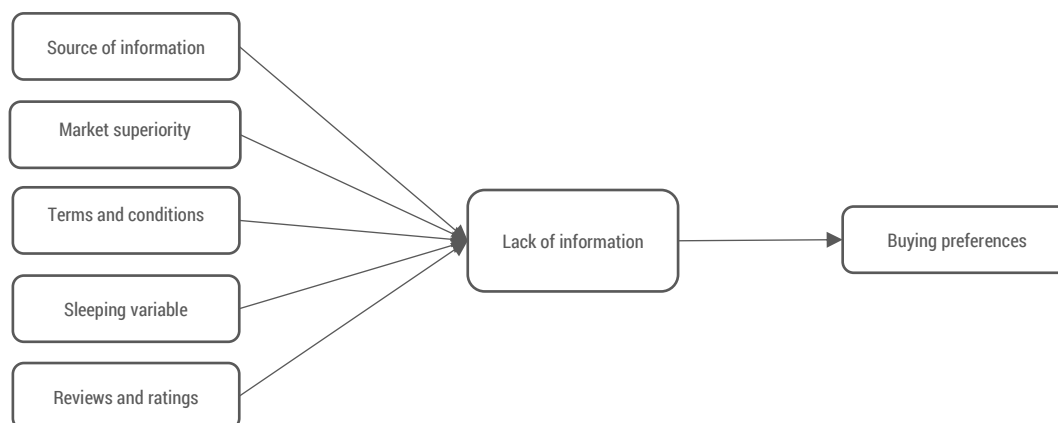 Source of information
Market superiority
Terms and conditions
Sleeping variable
Reviews and ratings
Lack of information
Buying preferences